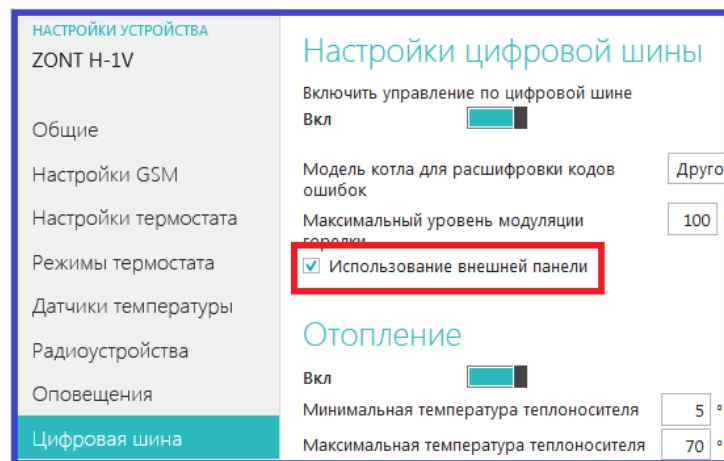 НАСТРОЙКИ УСТРОЙСТВА
ZONT H-1V
Общие
Настройки GSM
Настройки термостата
Режимы термостата
Датчики температуры
Радиоустройства
Оповещения
Цифровая шина
Настройки цифровой шины
Включить управление по цифровой шине
Вкл
Модель котла для расшифровки кодов
ошибок
Друго
Максимальный уровень модуляции
горелки
100
Использование внешней панели
Отопление
Вкл
Минимальная температура теплоносителя
5 °
Максимальная температура теплоносителя
70 °